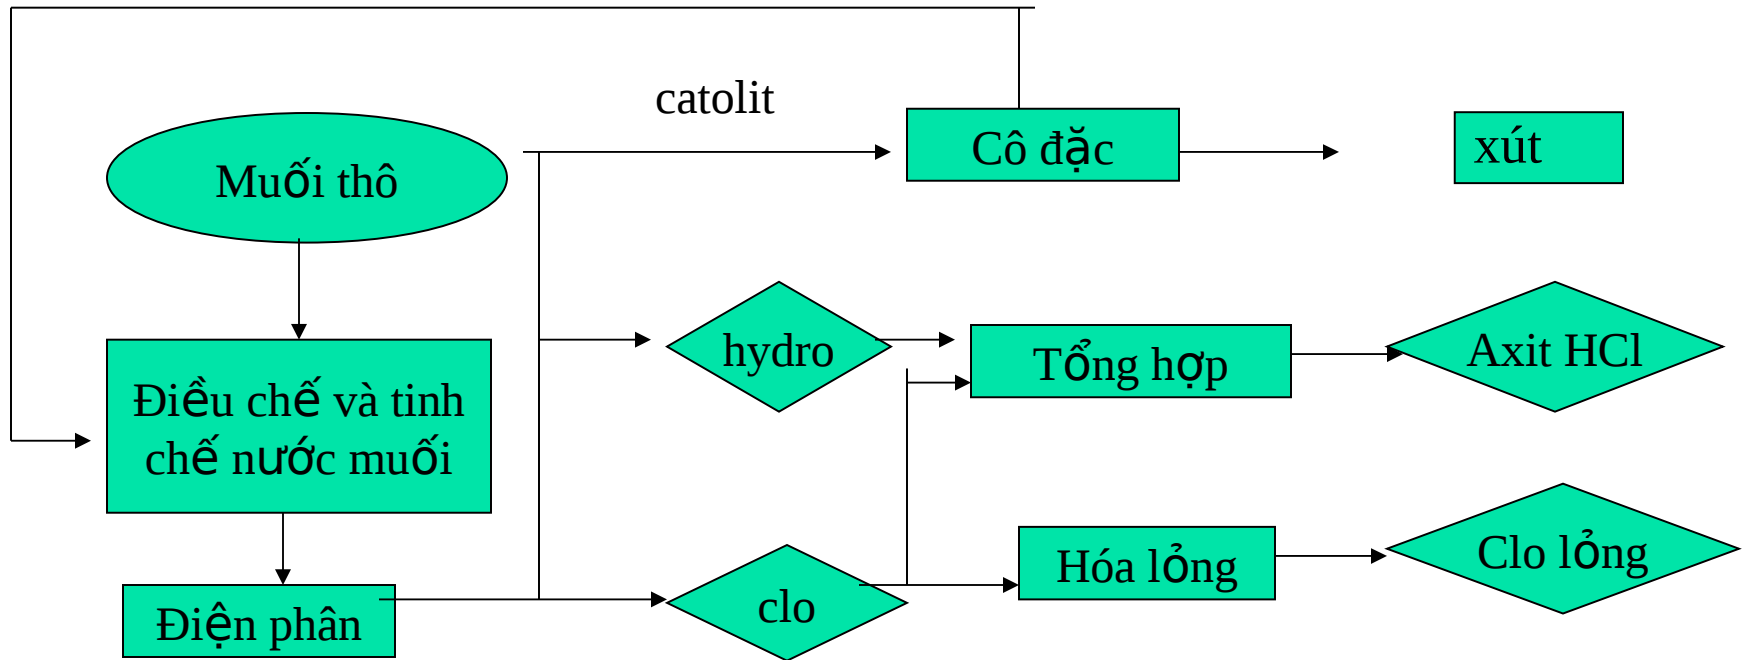 catolit
Cô đặc
xút
Muối thô
hydro
Tổng hợp
Axit HCl
Điều chế và tinh
chế nước muối
Hóa lỏng
Clo lỏng
clo
Điện phân